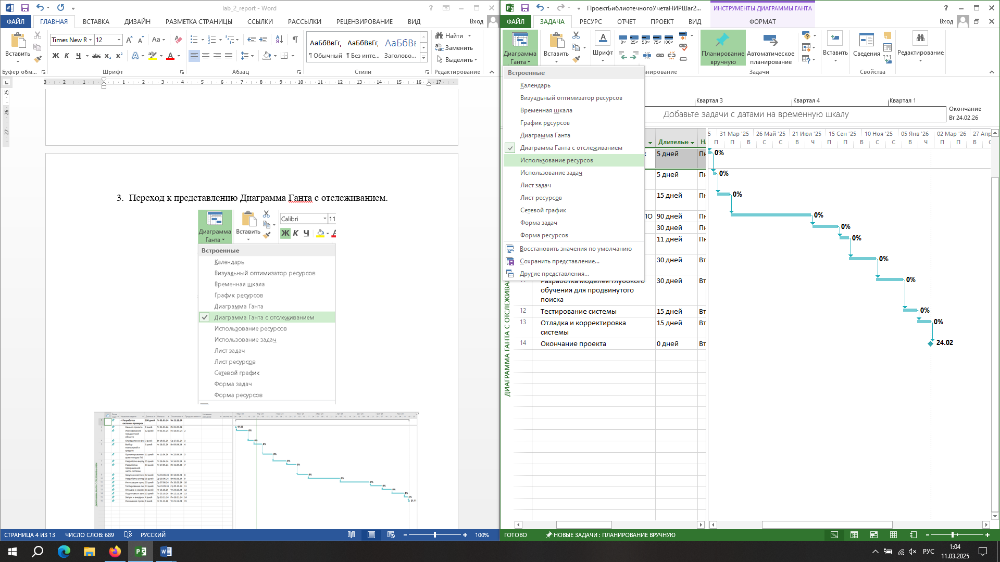 lab_2_report - Word
ФАЙЛ
ГЛАВНАЯ
ВСТАВКА
ДИЗАЙН
РАЗМЕТКА СТРАНИЦЫ
ССЫЛКИ
РАССЫЛКИ
РЕЦЕНЗИРОВАНИЕ
ВИД
Вход
Вставить
Times New R
12
Aa
Ж К Ч abc x₂ x²
АаБбВвГг,
АаБбВвГг,
АаБбВвГ
¶ Обычный
¶ Без инте...
Заголово...
Найти
Заменить
Выделить
Буфер обм...
Шрифт
Абзац
Стили
Редактирование
3 2 1 1 2 3 4 5 6 7 8 9 10 11 12 13 14 15 16 17
25
26
27
3. Переход к представлению Диаграмма Ганта с отслеживанием.
Диаграмма Ганта
Вставить
Calibri
11
Ж К Ч
Встроенные
Календарь
Визуальный оптимизатор ресурсов
Временная шкала
График ресурсов
Диаграмма Ганта
Диаграмма Ганта с отслеживанием
Использование ресурсов
Использование задач
Лист задач
Лист ресурсов
Сетевой график
Форма задач
Форма ресурсов
СТРАНИЦА 4 ИЗ 13
ЧИСЛО СЛОВ: 689
РУССКИЙ
100%
ПроектБиблиотечногоУчетаНИРШаг2...
ИНСТРУМЕНТЫ ДИАГРАММЫ ГАНТА
ФАЙЛ
ЗАДАЧА
РЕСУРС
ОТЧЕТ
ПРОЕКТ
ВИД
ФОРМАТ
Вход
Диаграмма Ганта
Вставить
Шрифт
0% 25% 50% 75% 100%
Планирование вручную
Автоматическое планирование
Вставить
Сведения
Редактирование
Задачи
Свойства
Встроенные
Календарь
Визуальный оптимизатор ресурсов
Временная шкала
График ресурсов
Диаграмма Ганта
Диаграмма Ганта с отслеживанием
Использование ресурсов
Использование задач
Лист задач
Лист ресурсов
Сетевой график
Форма задач
Форма ресурсов
Восстановить значения по умолчанию
Сохранить представление...
Другие представления...
Квартал 3
Квартал 4
Квартал 1
Добавьте задачи с датами на временную шкалу
Окончание
Вт 24.02.26
Длительн
31 Мар '25
26 Май '25
21 Июл '25
15 Сен '25
10 Ноя '25
05 Янв '26
02 Мар '26
27 Апр
П П В С С В Ч П П В С С В Ч П П В
5 дней
5 дней
15 дней
ПО 90 дней Пн
30 дней
11 дней
30 дней Вт
Разработка моделей глубокого обучения для продвинутого поиска 30 дней Вт
12 Тестирование системы 15 дней Вт
13 Отладка и корректировка системы 15 дней Вт
14 Окончание проекта 0 дней Вт
0%
0%
0%
0%
0%
0%
0%
0%
0%
0%
24.02
ДИАГРАММА ГАНТА С ОТСЛЕЖИВА
ГОТОВО
НОВЫЕ ЗАДАЧИ : ПЛАНИРОВАНИЕ ВРУЧНУЮ
РУС
1:04
11.03.2025